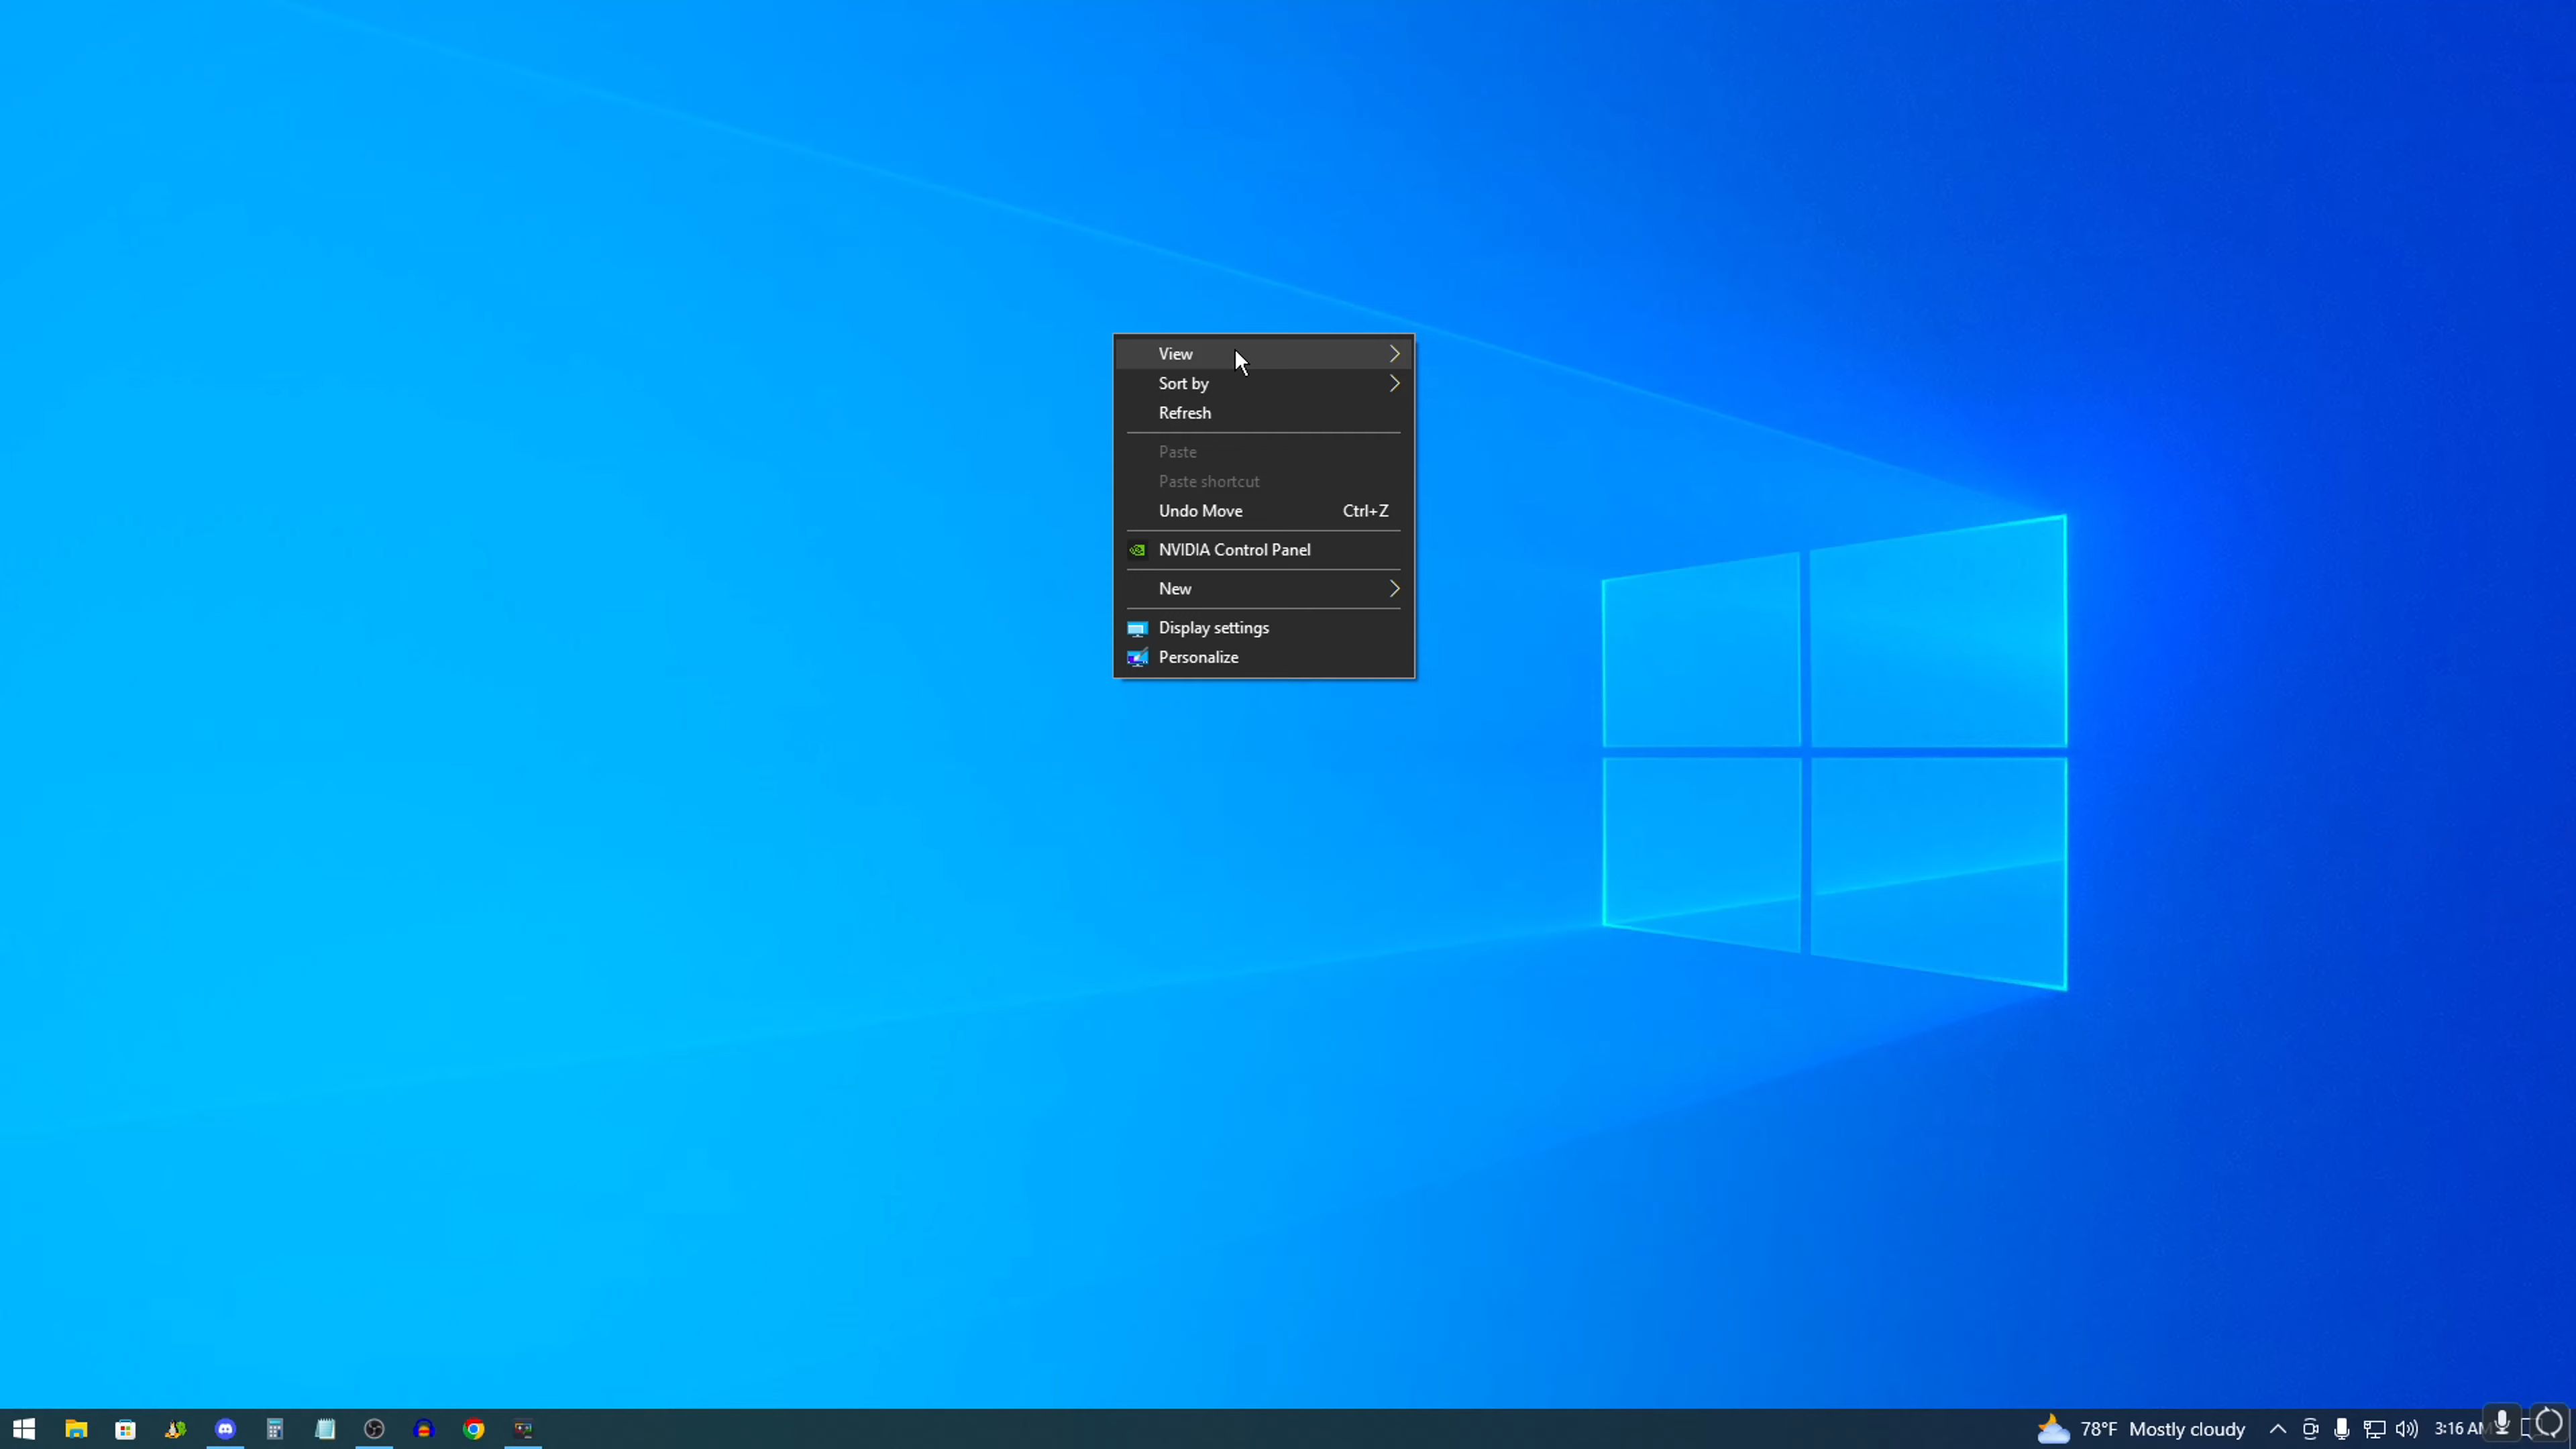 View
Sort by
Refresh
Paste
Paste shortcut
Undo Move Ctrl+Z
NVIDIA Control Panel
New
Display settings
Personalize
78°F Mostly cloudy 3:16 AM